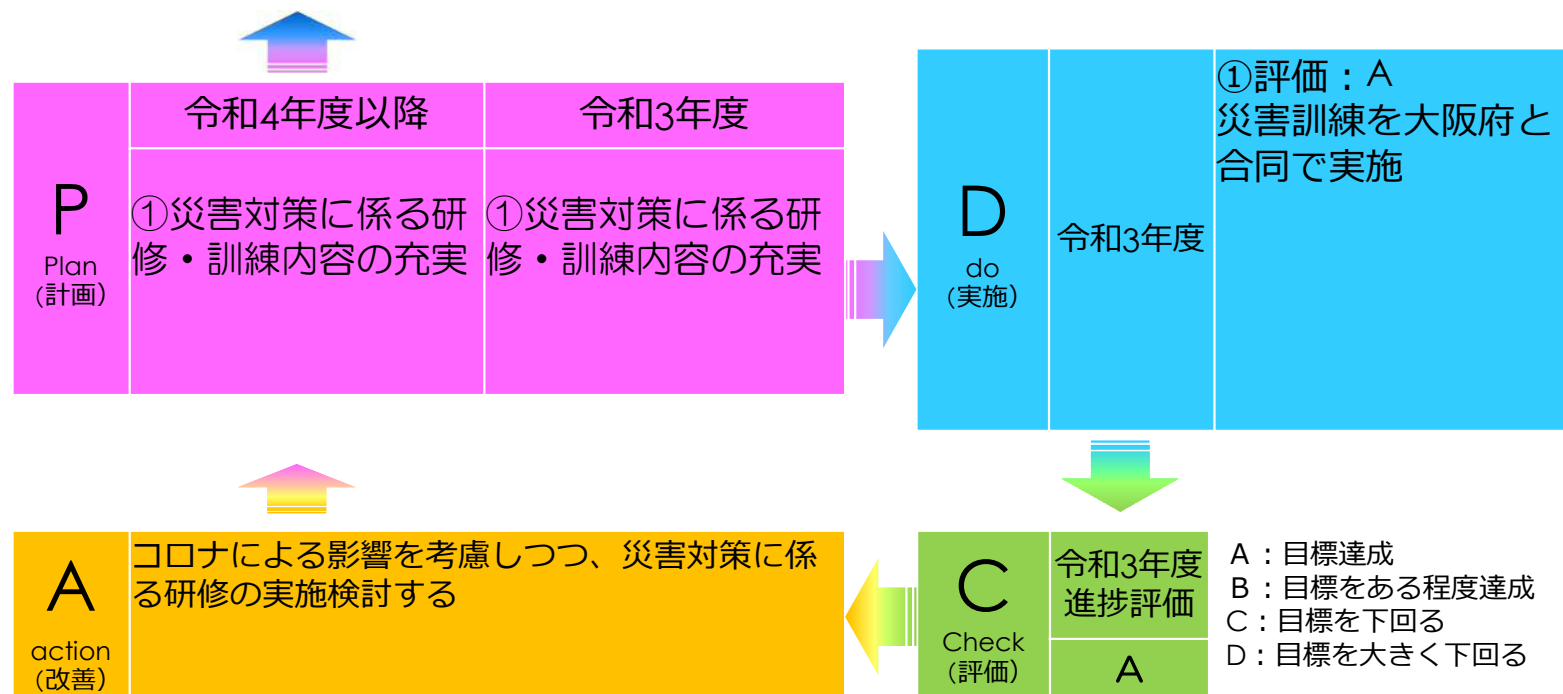 P
Plan
(計画)
令和4年度以降
①災害対策に係る研
修・訓練内容の充実
令和3年度
①災害対策に係る研
修・訓練内容の充実
D
do
(実施)
令和3年度
①評価：A
災害訓練を大阪府と
合同で実施
C
Check
(評価)
令和3年度
進捗評価
A
A：目標達成
B：目標をある程度達成
C：目標を下回る
D：目標を大きく下回る
A
action
(改善)
コロナによる影響を考慮しつつ、災害対策に係
る研修の実施検討する